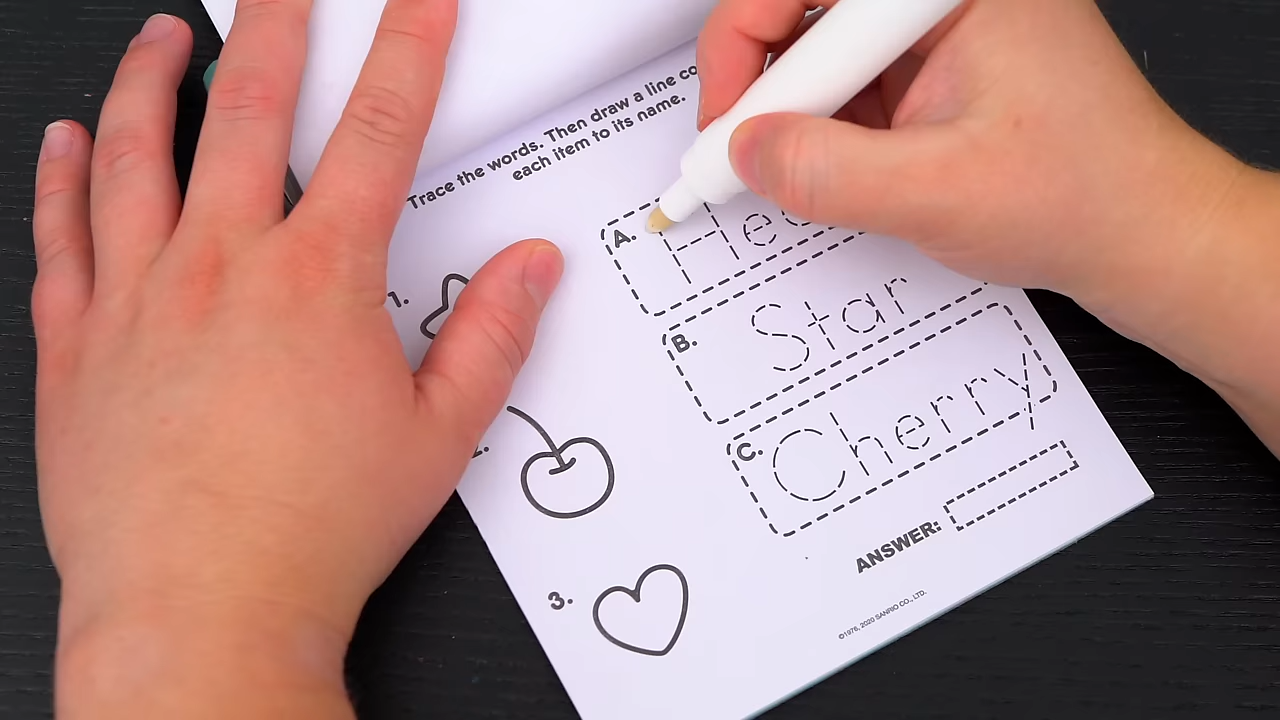 Trace the words. Then draw a line
each item to its name.
1.
A.
B. Star
2.
C. Cherry
3.
ANSWER:
©1976, 2020 SANRIO CO., LTD.